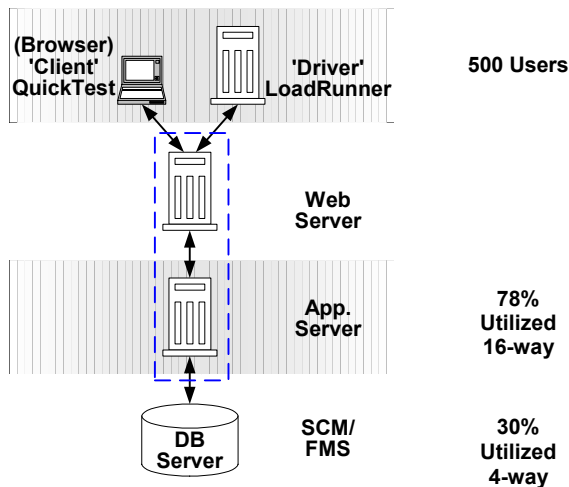 (Browser)
'Client'
QuickTest
'Driver'
LoadRunner
500 Users
Web
Server
App.
Server
78%
Utilized
16-way
DB
Server
SCM/
FMS
30%
Utilized
4-way